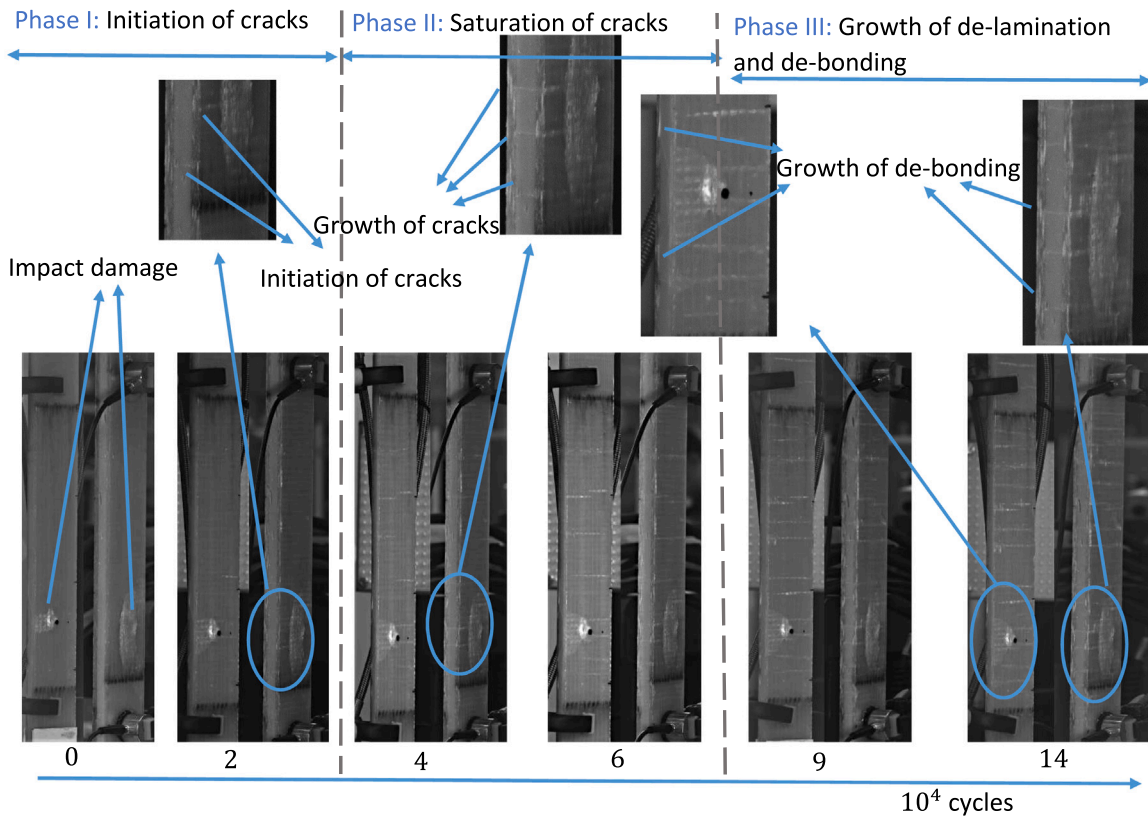 Phase I: Initiation of cracks
Phase II: Saturation of cracks
Phase III: Growth of de-lamination
and de-bonding
Growth of de-bonding
Growth of cracks
Impact damage
Initiation of cracks
0
2
4
6
9
14
10⁴ cycles